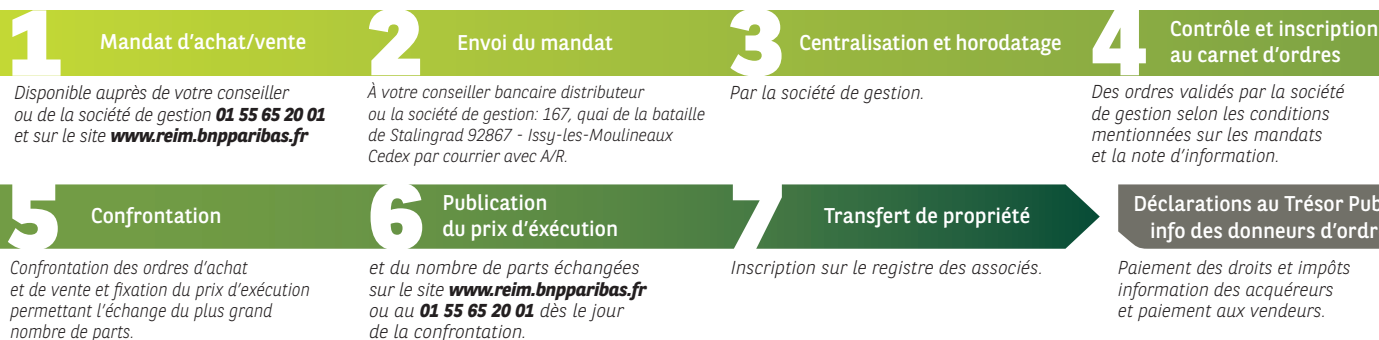 1 Mandat d'achat/vente
Disponible auprès de votre conseiller
ou de la société de gestion 01 55 65 20 01
et sur le site www.reim.bnpparibas.fr
2 Envoi du mandat
À votre conseiller bancaire distributeur
ou la société de gestion: 167, quai de la bataille
de Stalingrad 92867 - Issy-les-Moulineaux
Cedex par courrier avec A/R.
3 Centralisation et horodatage
Par la société de gestion.
4 Contrôle et inscription
au carnet d'ordres
Des ordres validés par la société
de gestion selon les conditions
mentionnées sur les mandats
et la note d'information.
5 Confrontation
Confrontation des ordres d'achat
et de vente et fixation du prix d'exécution
permettant l'échange du plus grand
nombre de parts.
6 Publication
du prix d'éxécution
et du nombre de parts échangées
sur le site www.reim.bnpparibas.fr
ou au 01 55 65 20 01 dès le jour
de la confrontation.
7 Transfert de propriété
Inscription sur le registre des associés.
Déclarations au Trésor Pub
info des donneurs d'ordr
Paiement des droits et impôts
information des acquéreurs
et paiement aux vendeurs.